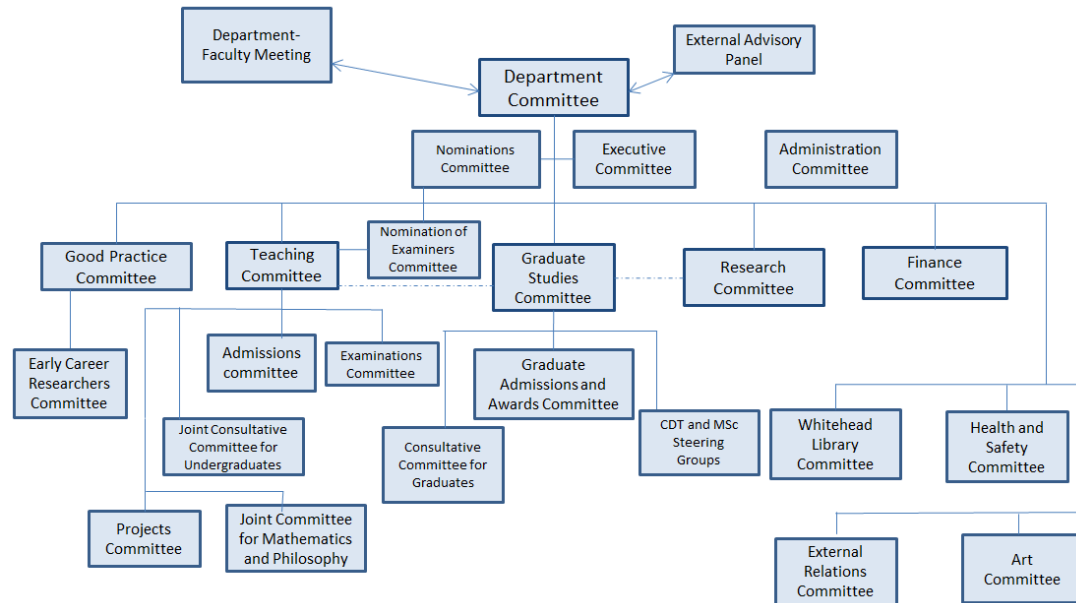 Department-
Faculty Meeting
External Advisory
Panel
Department
Committee
Nominations
Committee
Executive
Committee
Administration
Committee
Good Practice
Committee
Teaching
Committee
Nomination of
Examiners
Committee
Graduate
Studies
Committee
Research
Committee
Finance
Committee
Early Career
Researchers
Committee
Admissions
committee
Examinations
Committee
Graduate
Admissions and
Awards Committee
Joint Consultative
Committee for
Undergraduates
Consultative
Committee for
Graduates
CDT and MSc
Steering
Groups
Whitehead
Library
Committee
Health and
Safety
Committee
Projects
Committee
Joint Committee
for Mathematics
and Philosophy
External
Relations
Committee
Art
Committee